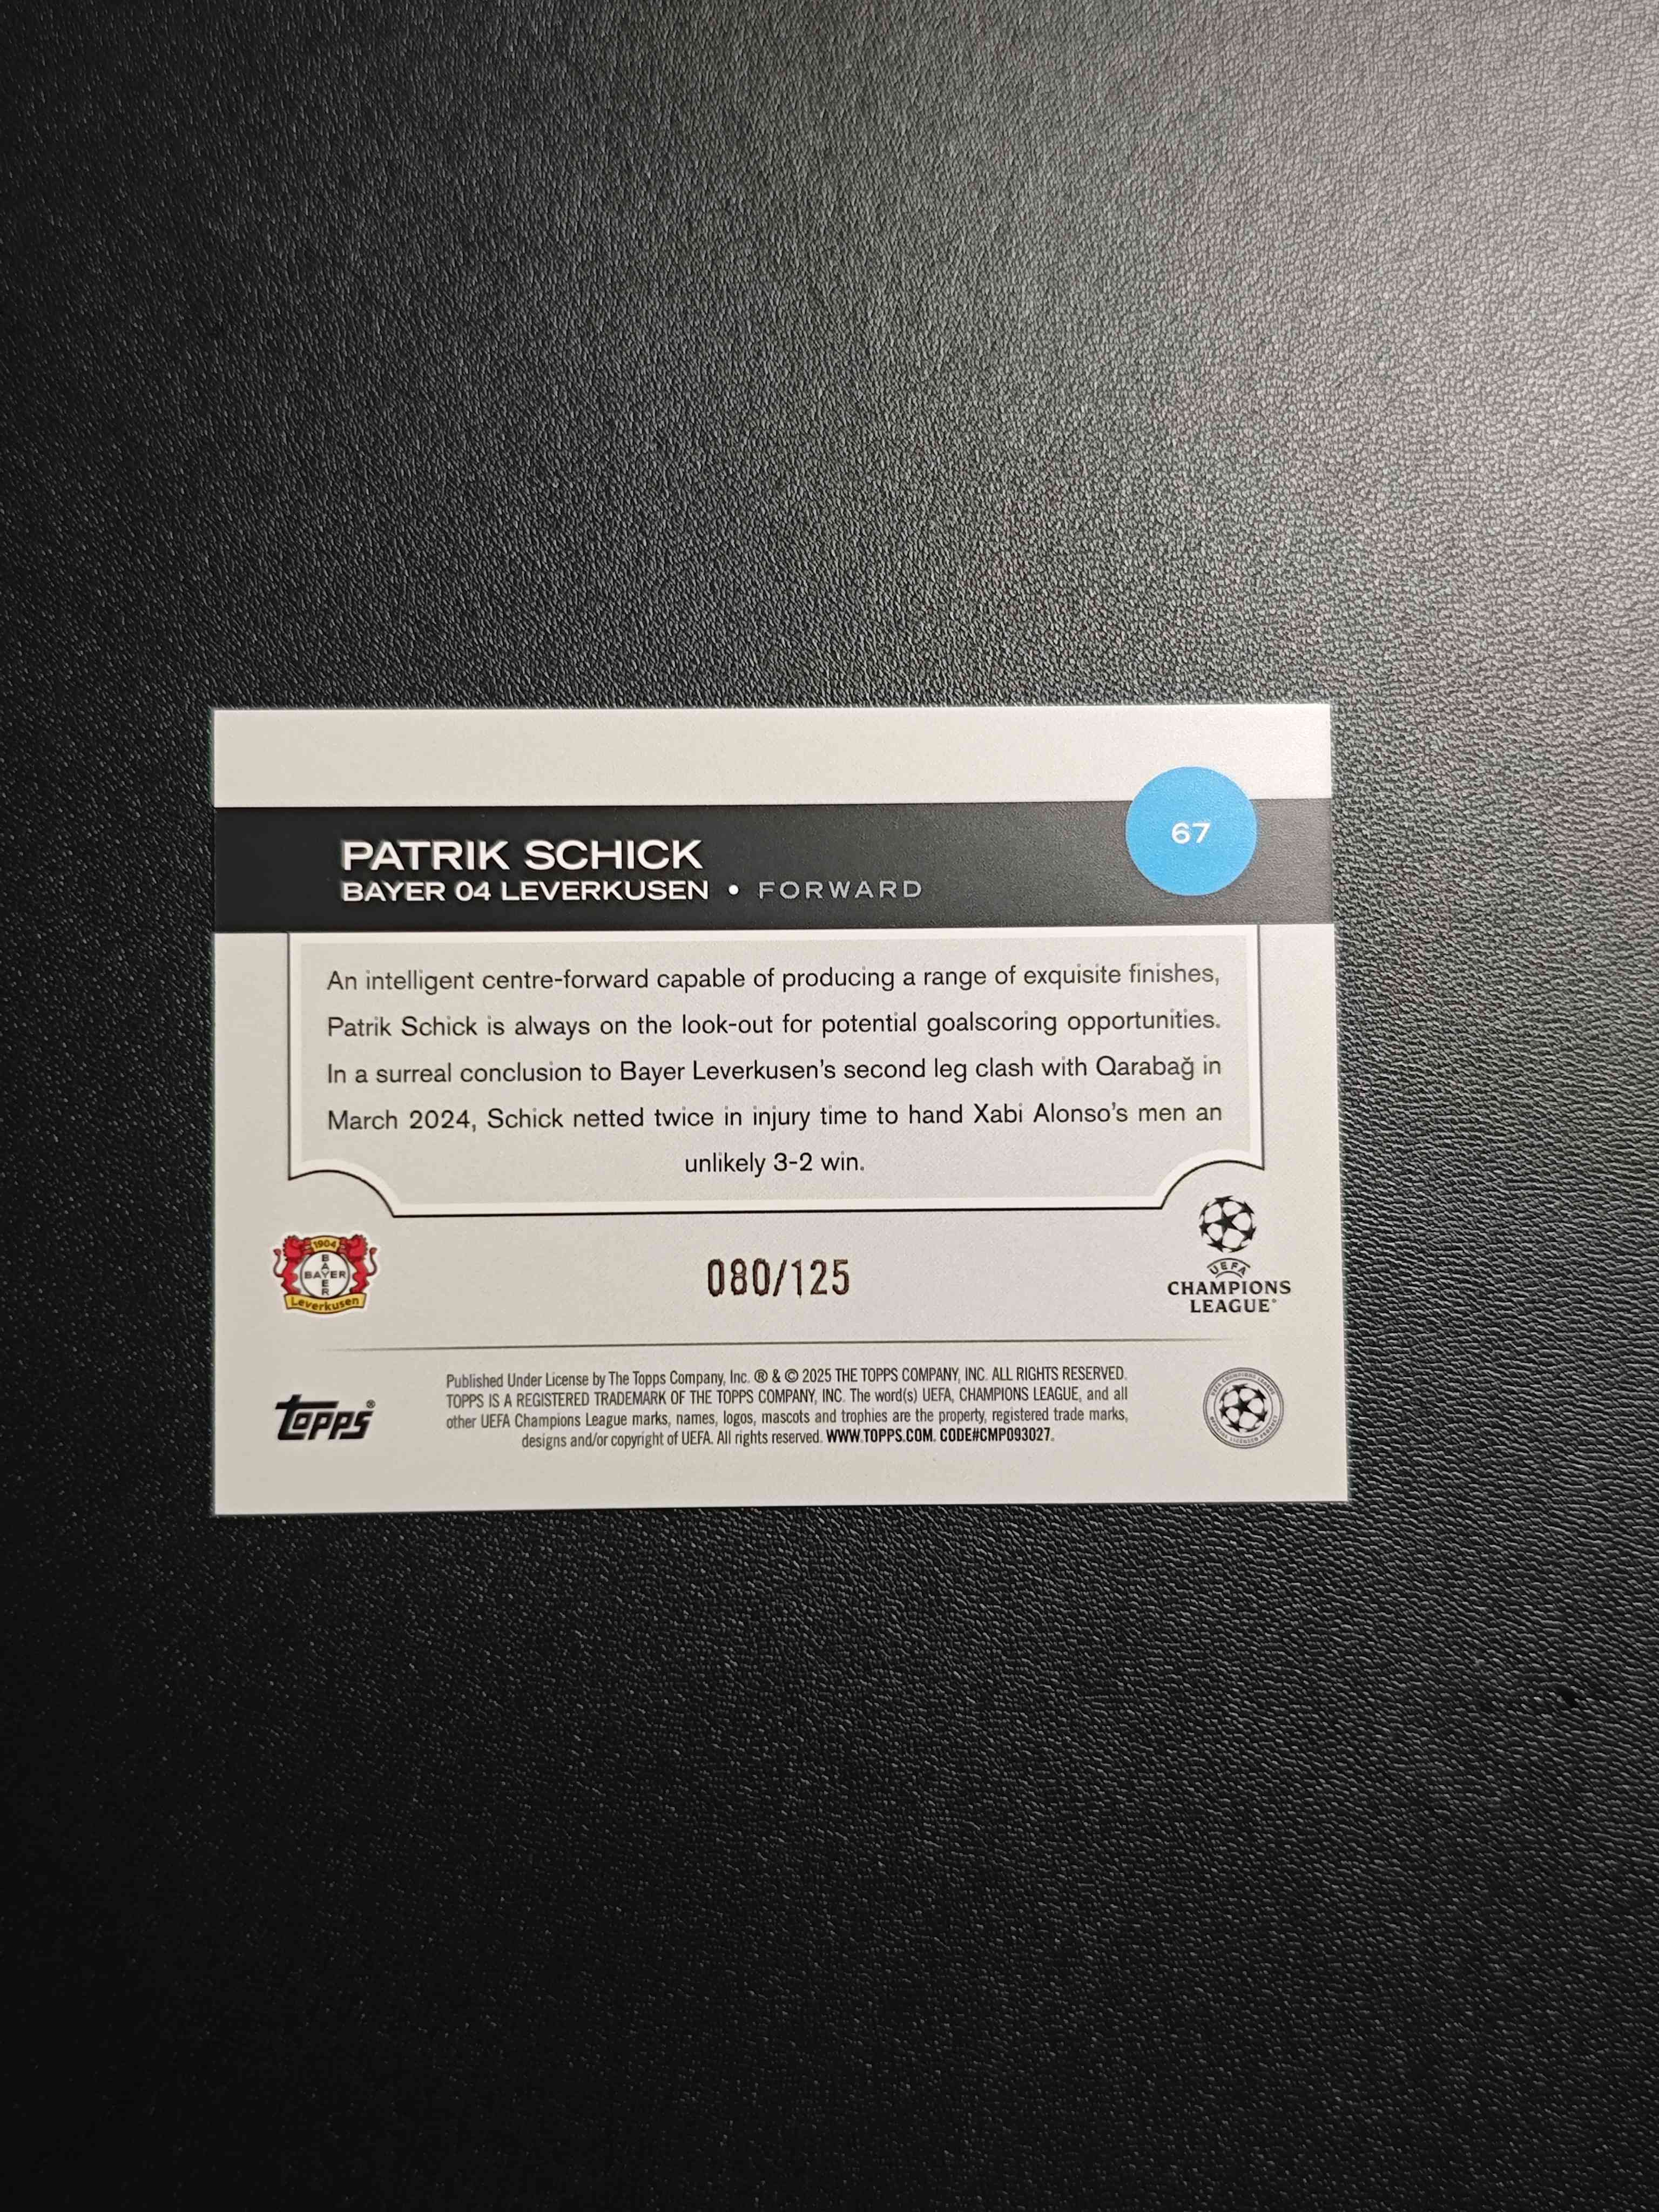 67
PATRIK SCHICK
BAYER 04 LEVERKUSEN • FORWARD
An intelligent centre-forward capable of producing a range of exquisite finishes,
Patrik Schick is always on the look-out for potential goalscoring opportunities.
In a surreal conclusion to Bayer Leverkusen's second leg clash with Qarabağ in
March 2024, Schick netted twice in injury time to hand Xabi Alonso's men an
unlikely 3-2 win.
1904
BAYER
BAYER
Leverkusen
080/125
UEFA
CHAMPIONS
LEAGUE®
topps®
Published Under License by The Topps Company, Inc. ® & © 2025 THE TOPPS COMPANY, INC. ALL RIGHTS RESERVED.
TOPPS IS A REGISTERED TRADEMARK OF THE TOPPS COMPANY, INC. The word(s) UEFA, CHAMPIONS LEAGUE, and all
other UEFA Champions League marks, names, logos, mascots and trophies are the property, registered trade marks,
designs and/or copyright of UEFA. All rights reserved. WWW.TOPPS.COM. CODE#CMP093027.